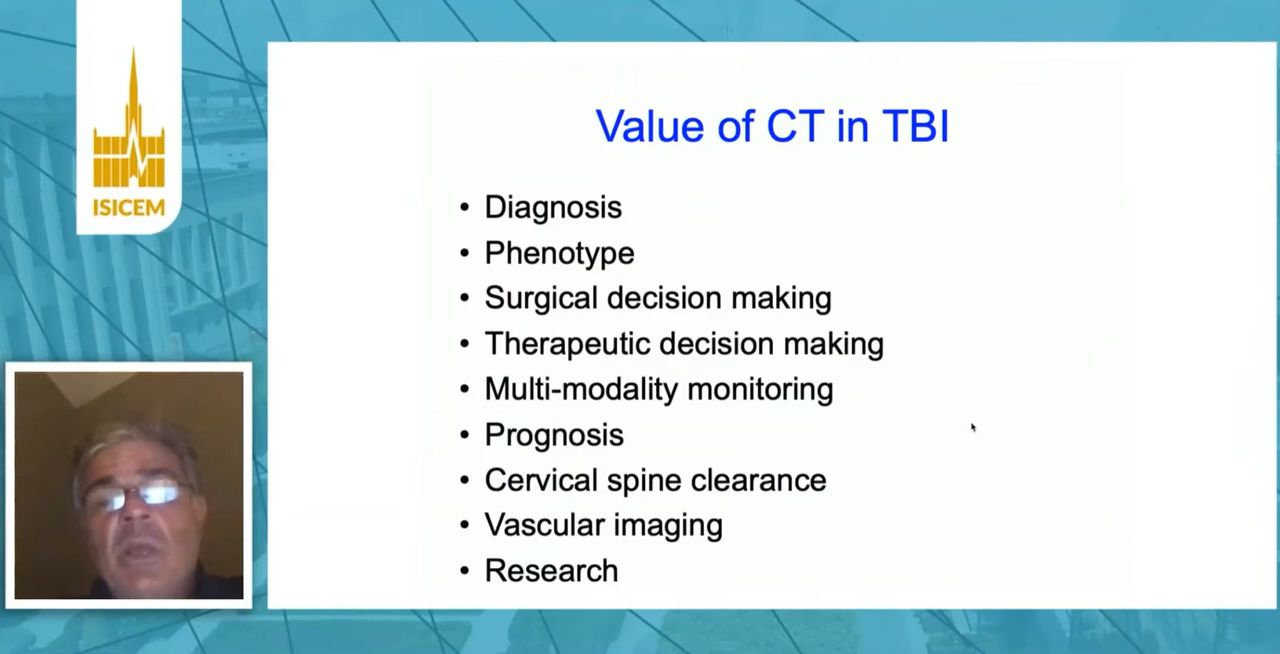 ISICEM
Value of CT in TBI
• Diagnosis
• Phenotype
• Surgical decision making
• Therapeutic decision making
• Multi-modality monitoring
• Prognosis
• Cervical spine clearance
• Vascular imaging
• Research